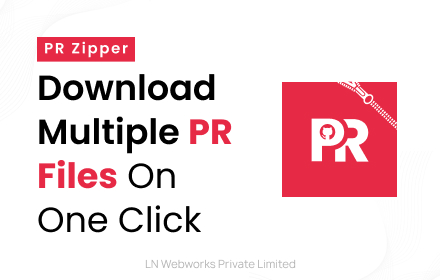 PR Zipper
Download
Multiple PR
Files On
One Click
PR
LN Webworks Private Limited